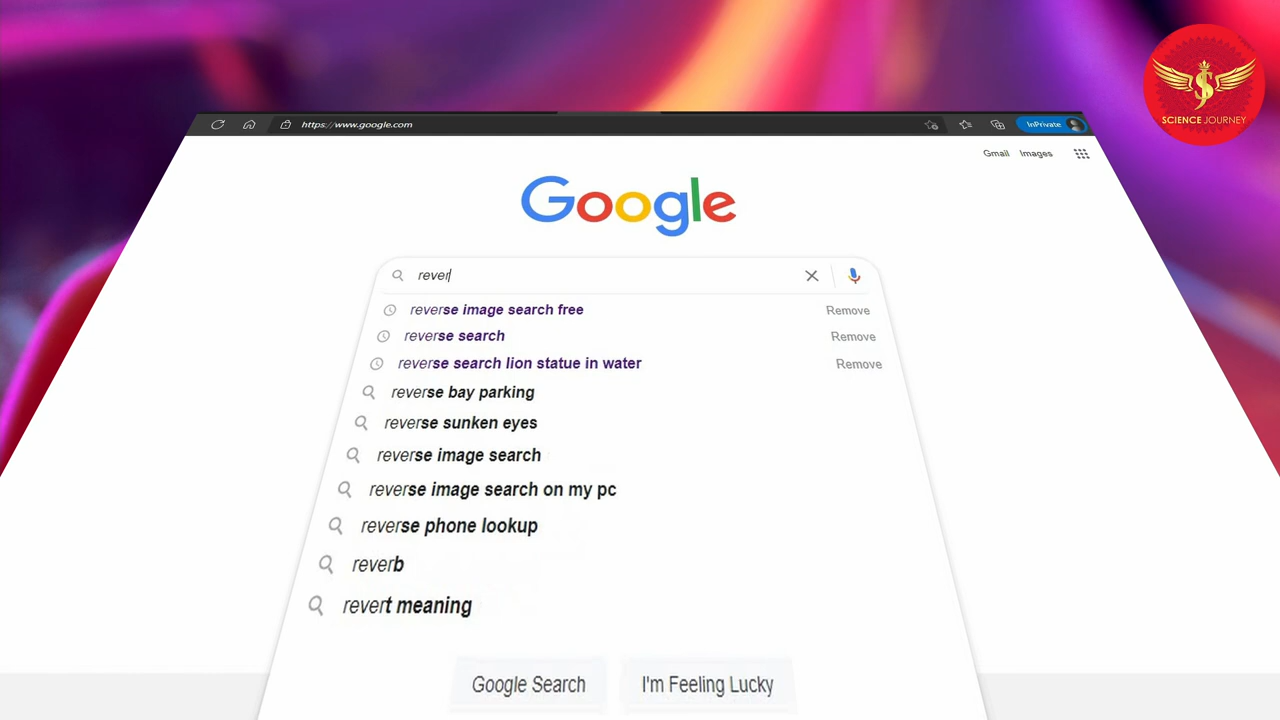 SCIENCE JOURNEY
https://www.google.com
InPrivate
Gmail Images
Google
rever
reverse image search free Remove
reverse search Remove
reverse search lion statue in water Remove
reverse bay parking
reverse sunken eyes
reverse image search
reverse image search on my pc
reverse phone lookup
reverb
revert meaning
Google Search I'm Feeling Lucky